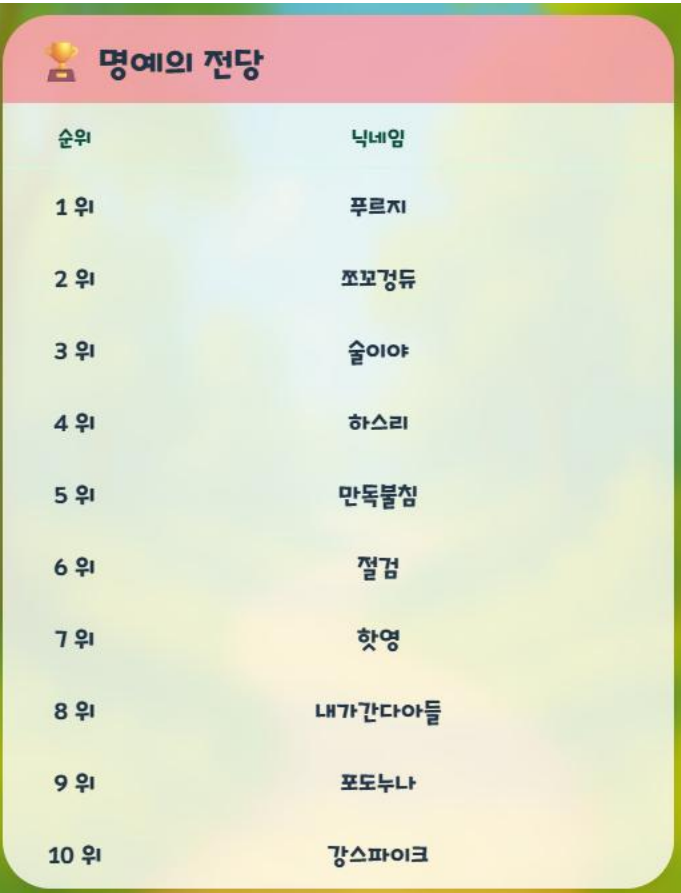 명예의 전당
순위 닉네임
1 위 푸르지
2 위 쪼꼬겅듀
3 위 술이야
4 위 하스리
5 위 만독불침
6 위 절검
7 위 핫영
8 위 내가간다아들
9 위 포도누나
10 위 강스파이크